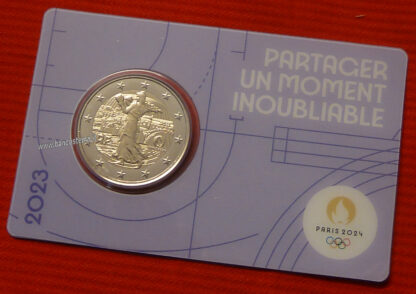 PARTAGER
UN MOMENT
INOUBLIABLE
2023
PARIS 2024